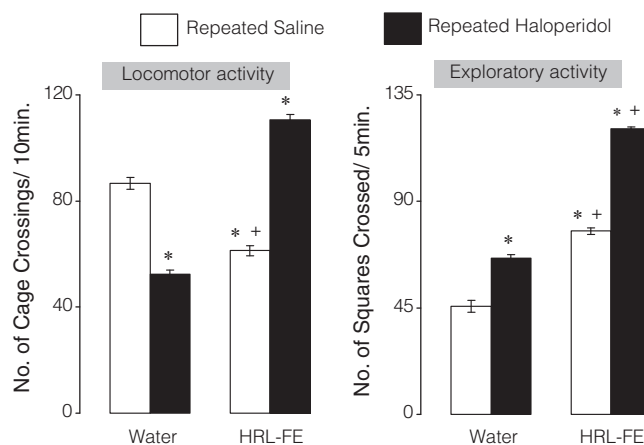 Repeated Saline
Repeated Haloperidol
Locomotor activity
No. of Cage Crossings/ 10min.
120
80
40
0
*
*
* +
*
Water
HRL-FE
Exploratory activity
No. of Squares Crossed/ 5min.
135
90
45
0
*
* +
* +
Water
HRL-FE